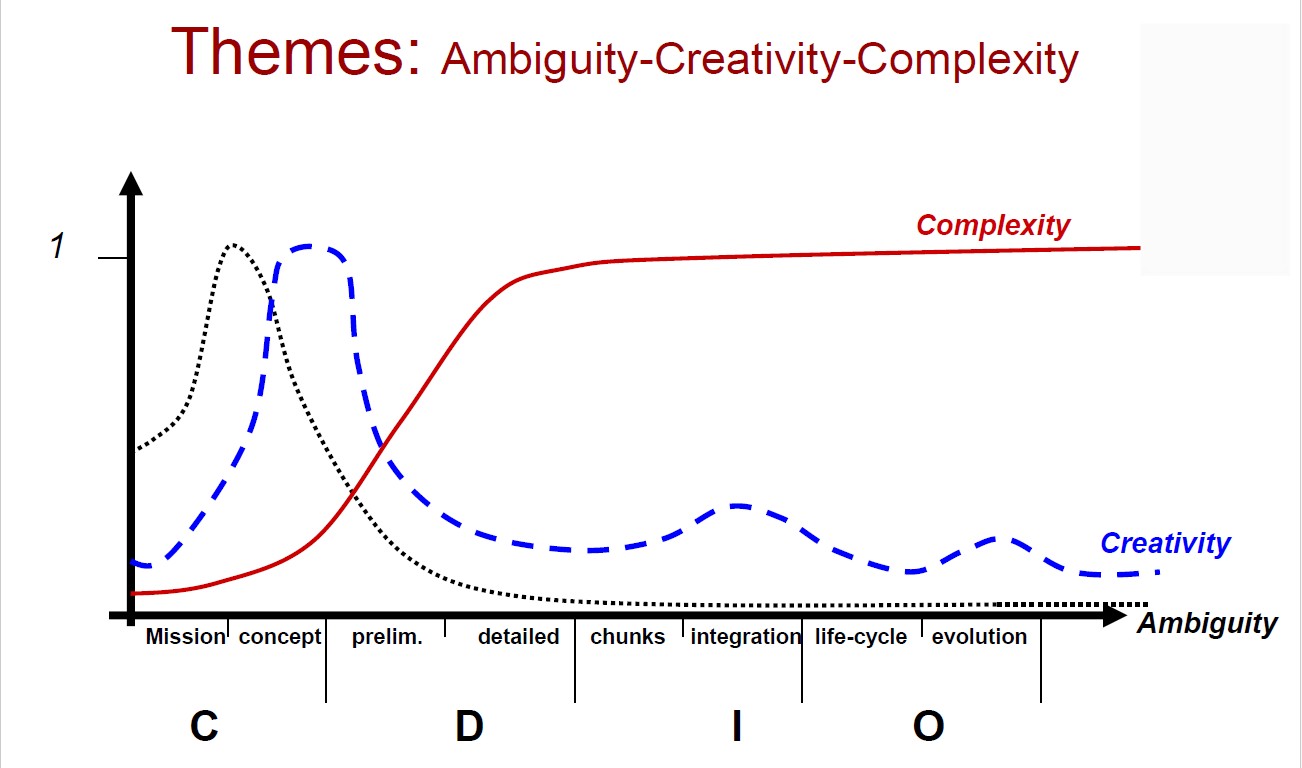 Themes: Ambiguity-Creativity-Complexity
1
Complexity
Creativity
Ambiguity
Mission concept prelim. detailed chunks integration life-cycle evolution
C D I O